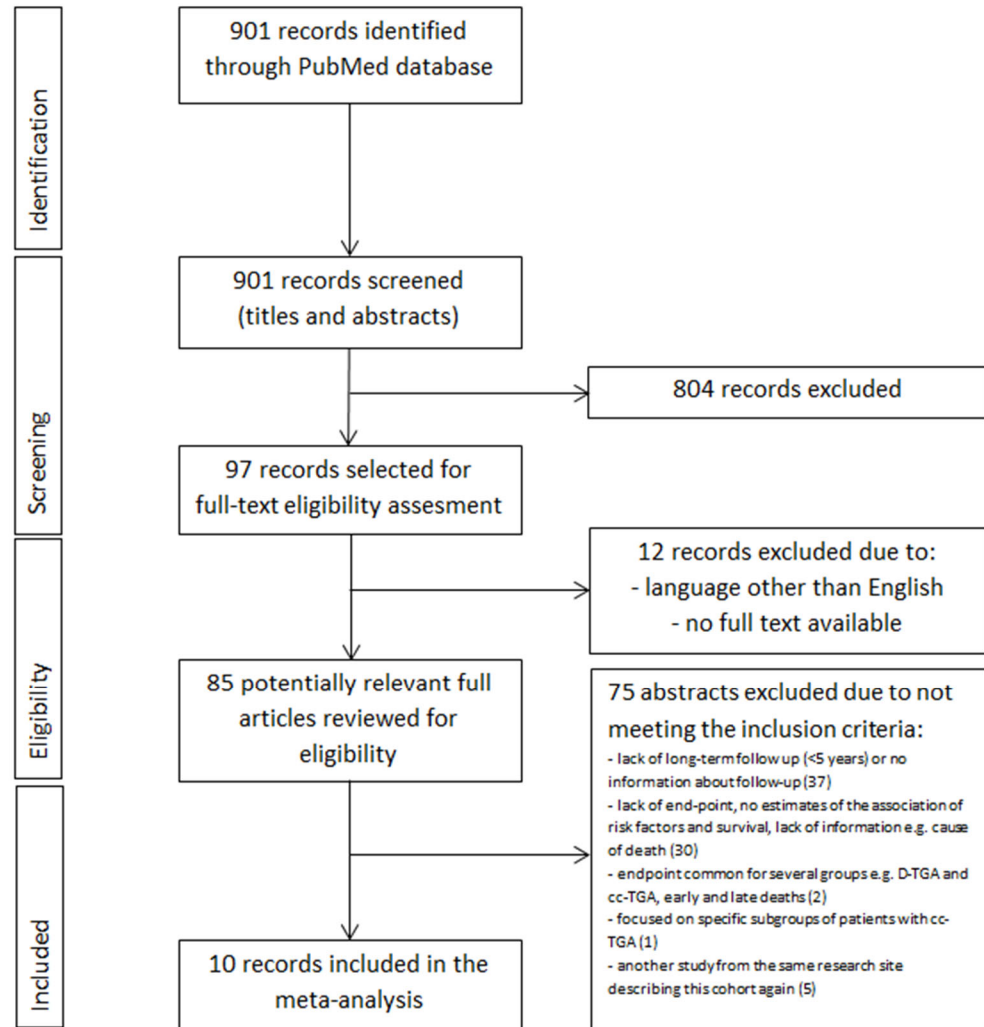 Identification
901 records identified
through PubMed database
Screening
901 records screened
(titles and abstracts)
804 records excluded
97 records selected for
full-text eligibility assesment
Eligibility
12 records excluded due to:
- language other than English
- no full text available
85 potentially relevant full
articles reviewed for
eligibility
75 abstracts excluded due to not
meeting the inclusion criteria:
- lack of long-term follow up (<5 years) or no
information about follow-up (37)
- lack of end-point, no estimates of the association of
risk factors and survival, lack of information e.g. cause
of death (30)
- endpoint common for several groups e.g. D-TGA and
cc-TGA, early and late deaths (2)
- focused on specific subgroups of patients with cc-
TGA (1)
- another study from the same research site
describing this cohort again (5)
Included
10 records included in the
meta-analysis